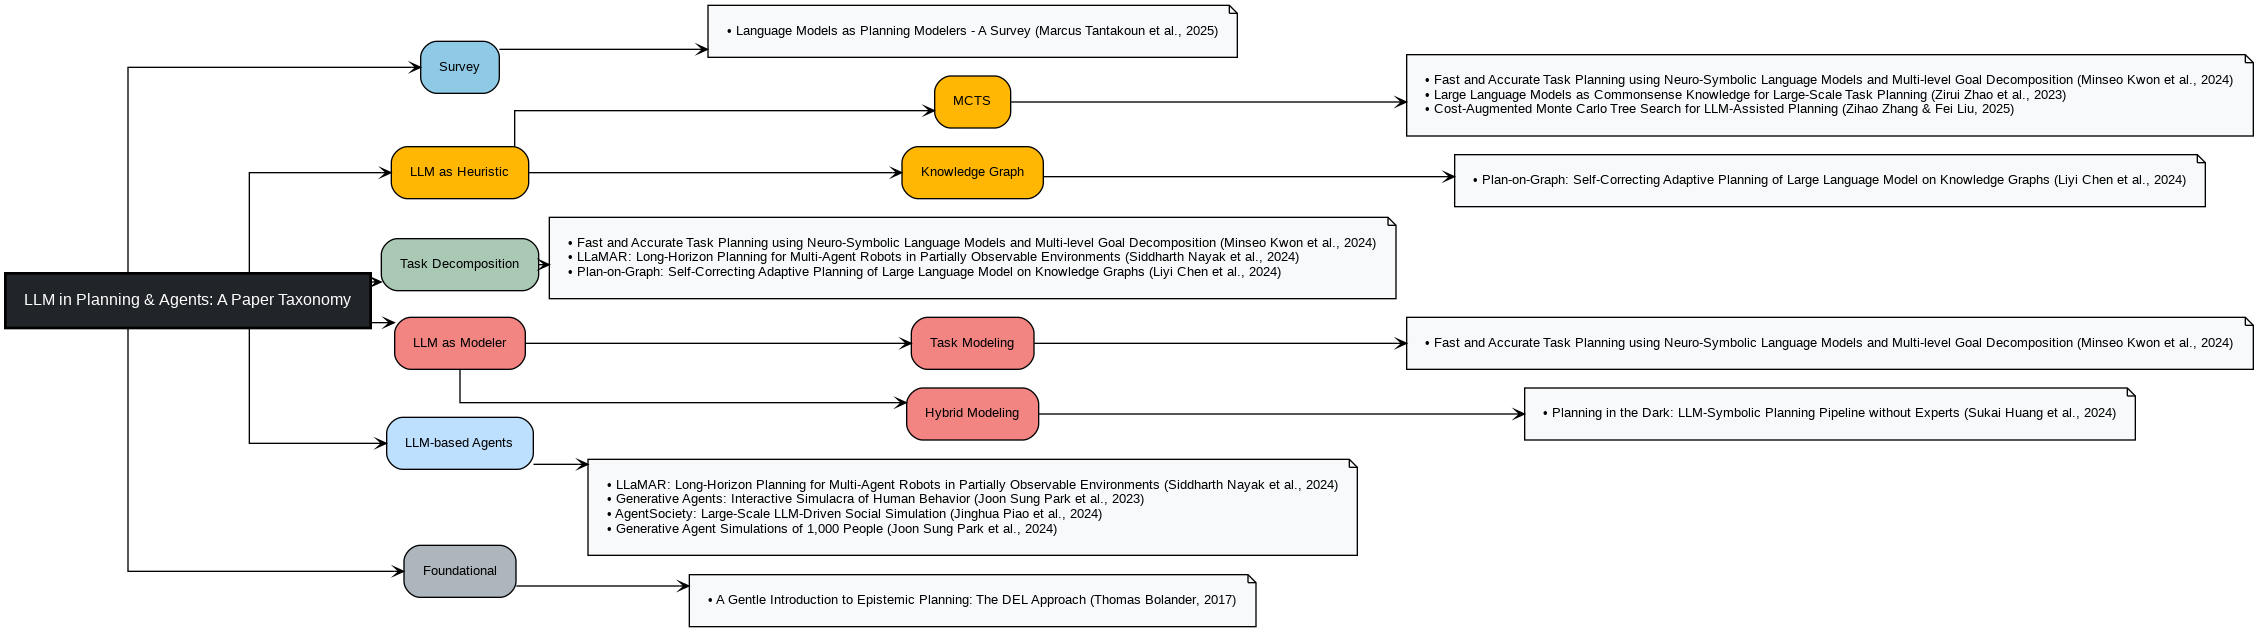 LLM in Planning & Agents: A Paper Taxonomy
Survey
• Language Models as Planning Modelers - A Survey (Marcus Tantakoun et al., 2025)
LLM as Heuristic
MCTS
• Fast and Accurate Task Planning using Neuro-Symbolic Language Models and Multi-level Goal Decomposition (Minseo Kwon et al., 2024)
• Large Language Models as Commonsense Knowledge for Large-Scale Task Planning (Zirui Zhao et al., 2023)
• Cost-Augmented Monte Carlo Tree Search for LLM-Assisted Planning (Zihao Zhang & Fei Liu, 2025)
Knowledge Graph
• Plan-on-Graph: Self-Correcting Adaptive Planning of Large Language Model on Knowledge Graphs (Liyi Chen et al., 2024)
Task Decomposition
• Fast and Accurate Task Planning using Neuro-Symbolic Language Models and Multi-level Goal Decomposition (Minseo Kwon et al., 2024)
• LLaMAR: Long-Horizon Planning for Multi-Agent Robots in Partially Observable Environments (Siddharth Nayak et al., 2024)
• Plan-on-Graph: Self-Correcting Adaptive Planning of Large Language Model on Knowledge Graphs (Liyi Chen et al., 2024)
LLM as Modeler
Task Modeling
• Fast and Accurate Task Planning using Neuro-Symbolic Language Models and Multi-level Goal Decomposition (Minseo Kwon et al., 2024)
Hybrid Modeling
• Planning in the Dark: LLM-Symbolic Planning Pipeline without Experts (Sukai Huang et al., 2024)
LLM-based Agents
• LLaMAR: Long-Horizon Planning for Multi-Agent Robots in Partially Observable Environments (Siddharth Nayak et al., 2024)
• Generative Agents: Interactive Simulacra of Human Behavior (Joon Sung Park et al., 2023)
• AgentSociety: Large-Scale LLM-Driven Social Simulation (Jinghua Piao et al., 2024)
• Generative Agent Simulations of 1,000 People (Joon Sung Park et al., 2024)
Foundational
• A Gentle Introduction to Epistemic Planning: The DEL Approach (Thomas Bolander, 2017)